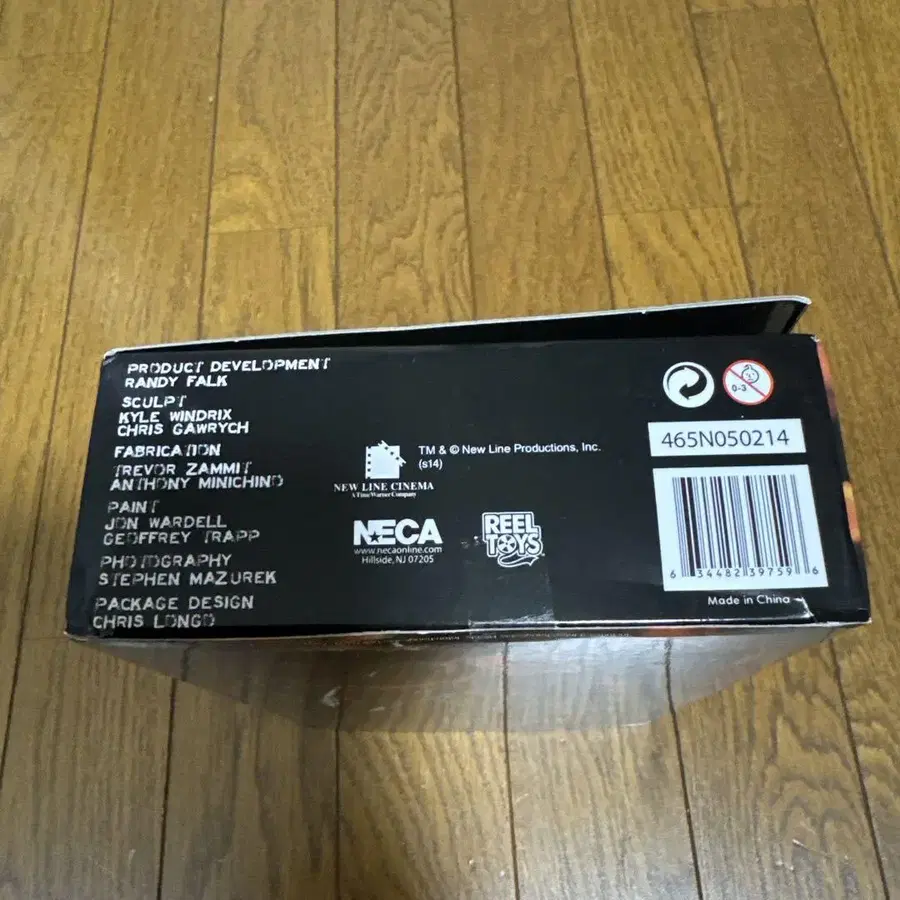 PRODUCT DEVELOPMENT
RANDY FALK
SCULPT
KYLE WINDRIX
CHRIS GAWRYCH
FABRICATION
TREVOR ZAMMIT
ANTHONY MINICHINO
PAINT
JON WARDELL
GEOFFREY TRAPP
PHOTOGRAPHY
STEPHEN MAZUREK
PACKAGE DESIGN
CHRIS LONGO
NEW LINE CINEMA
A Time Warner Company
TM & © New Line Productions, Inc.
(s14)
NECA
www.necaonline.com
Hillside, NJ 07205
REEL
TOYS
0-3
465N050214
6 34482 39759 6
Made in China